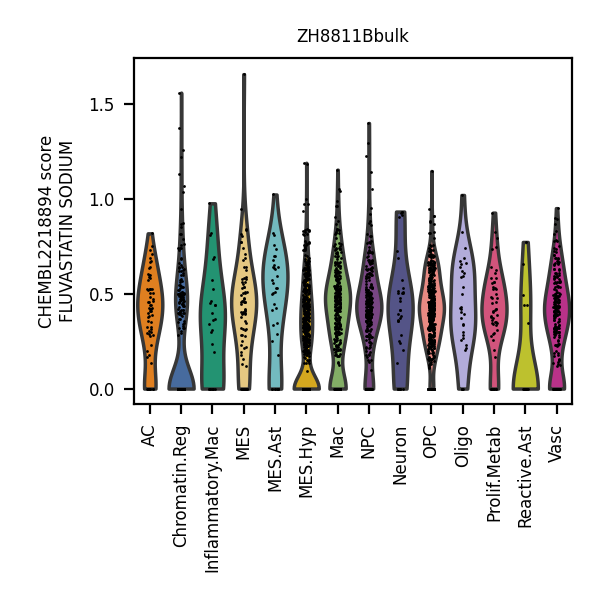 ZH8811Bbulk
CHEMBL2218894 score
FLUVASTATIN SODIUM
1.5
1.0
0.5
0.0
AC
Chromatin.Reg
Inflammatory.Mac
MES
MES.Ast
MES.Hyp
Mac
NPC
Neuron
OPC
Oligo
Prolif.Metab
Reactive.Ast
Vasc